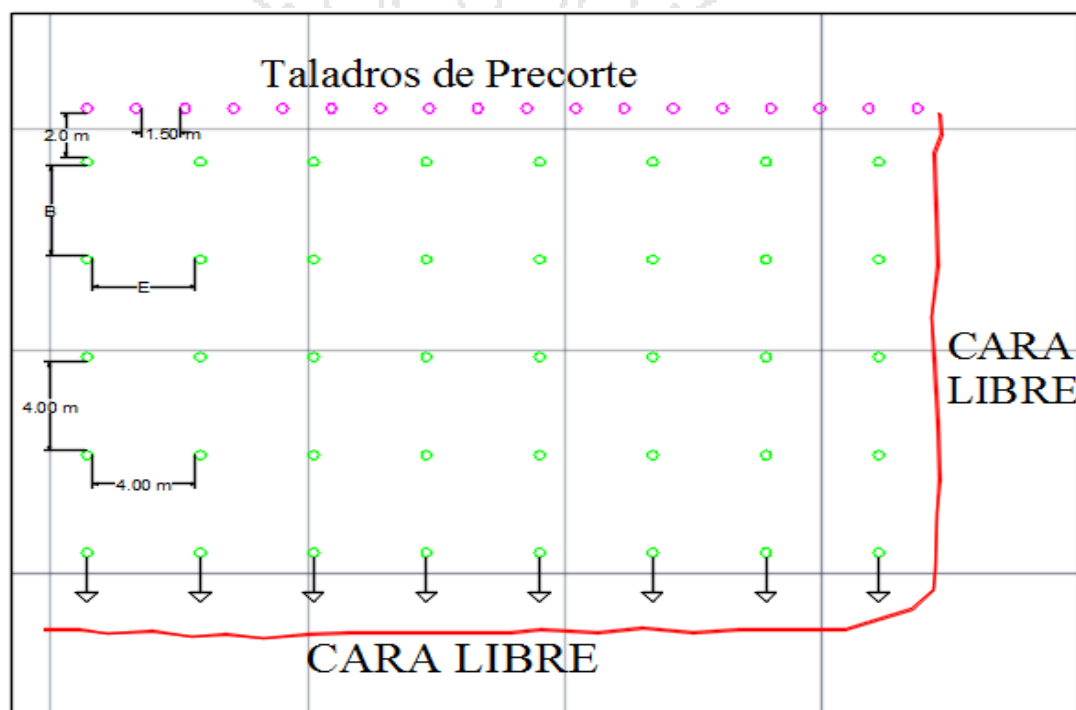 Taladros de Precorte
2.0 m
1.50 m
B
E
CARA
LIBRE
4.00 m
4.00 m
CARA LIBRE